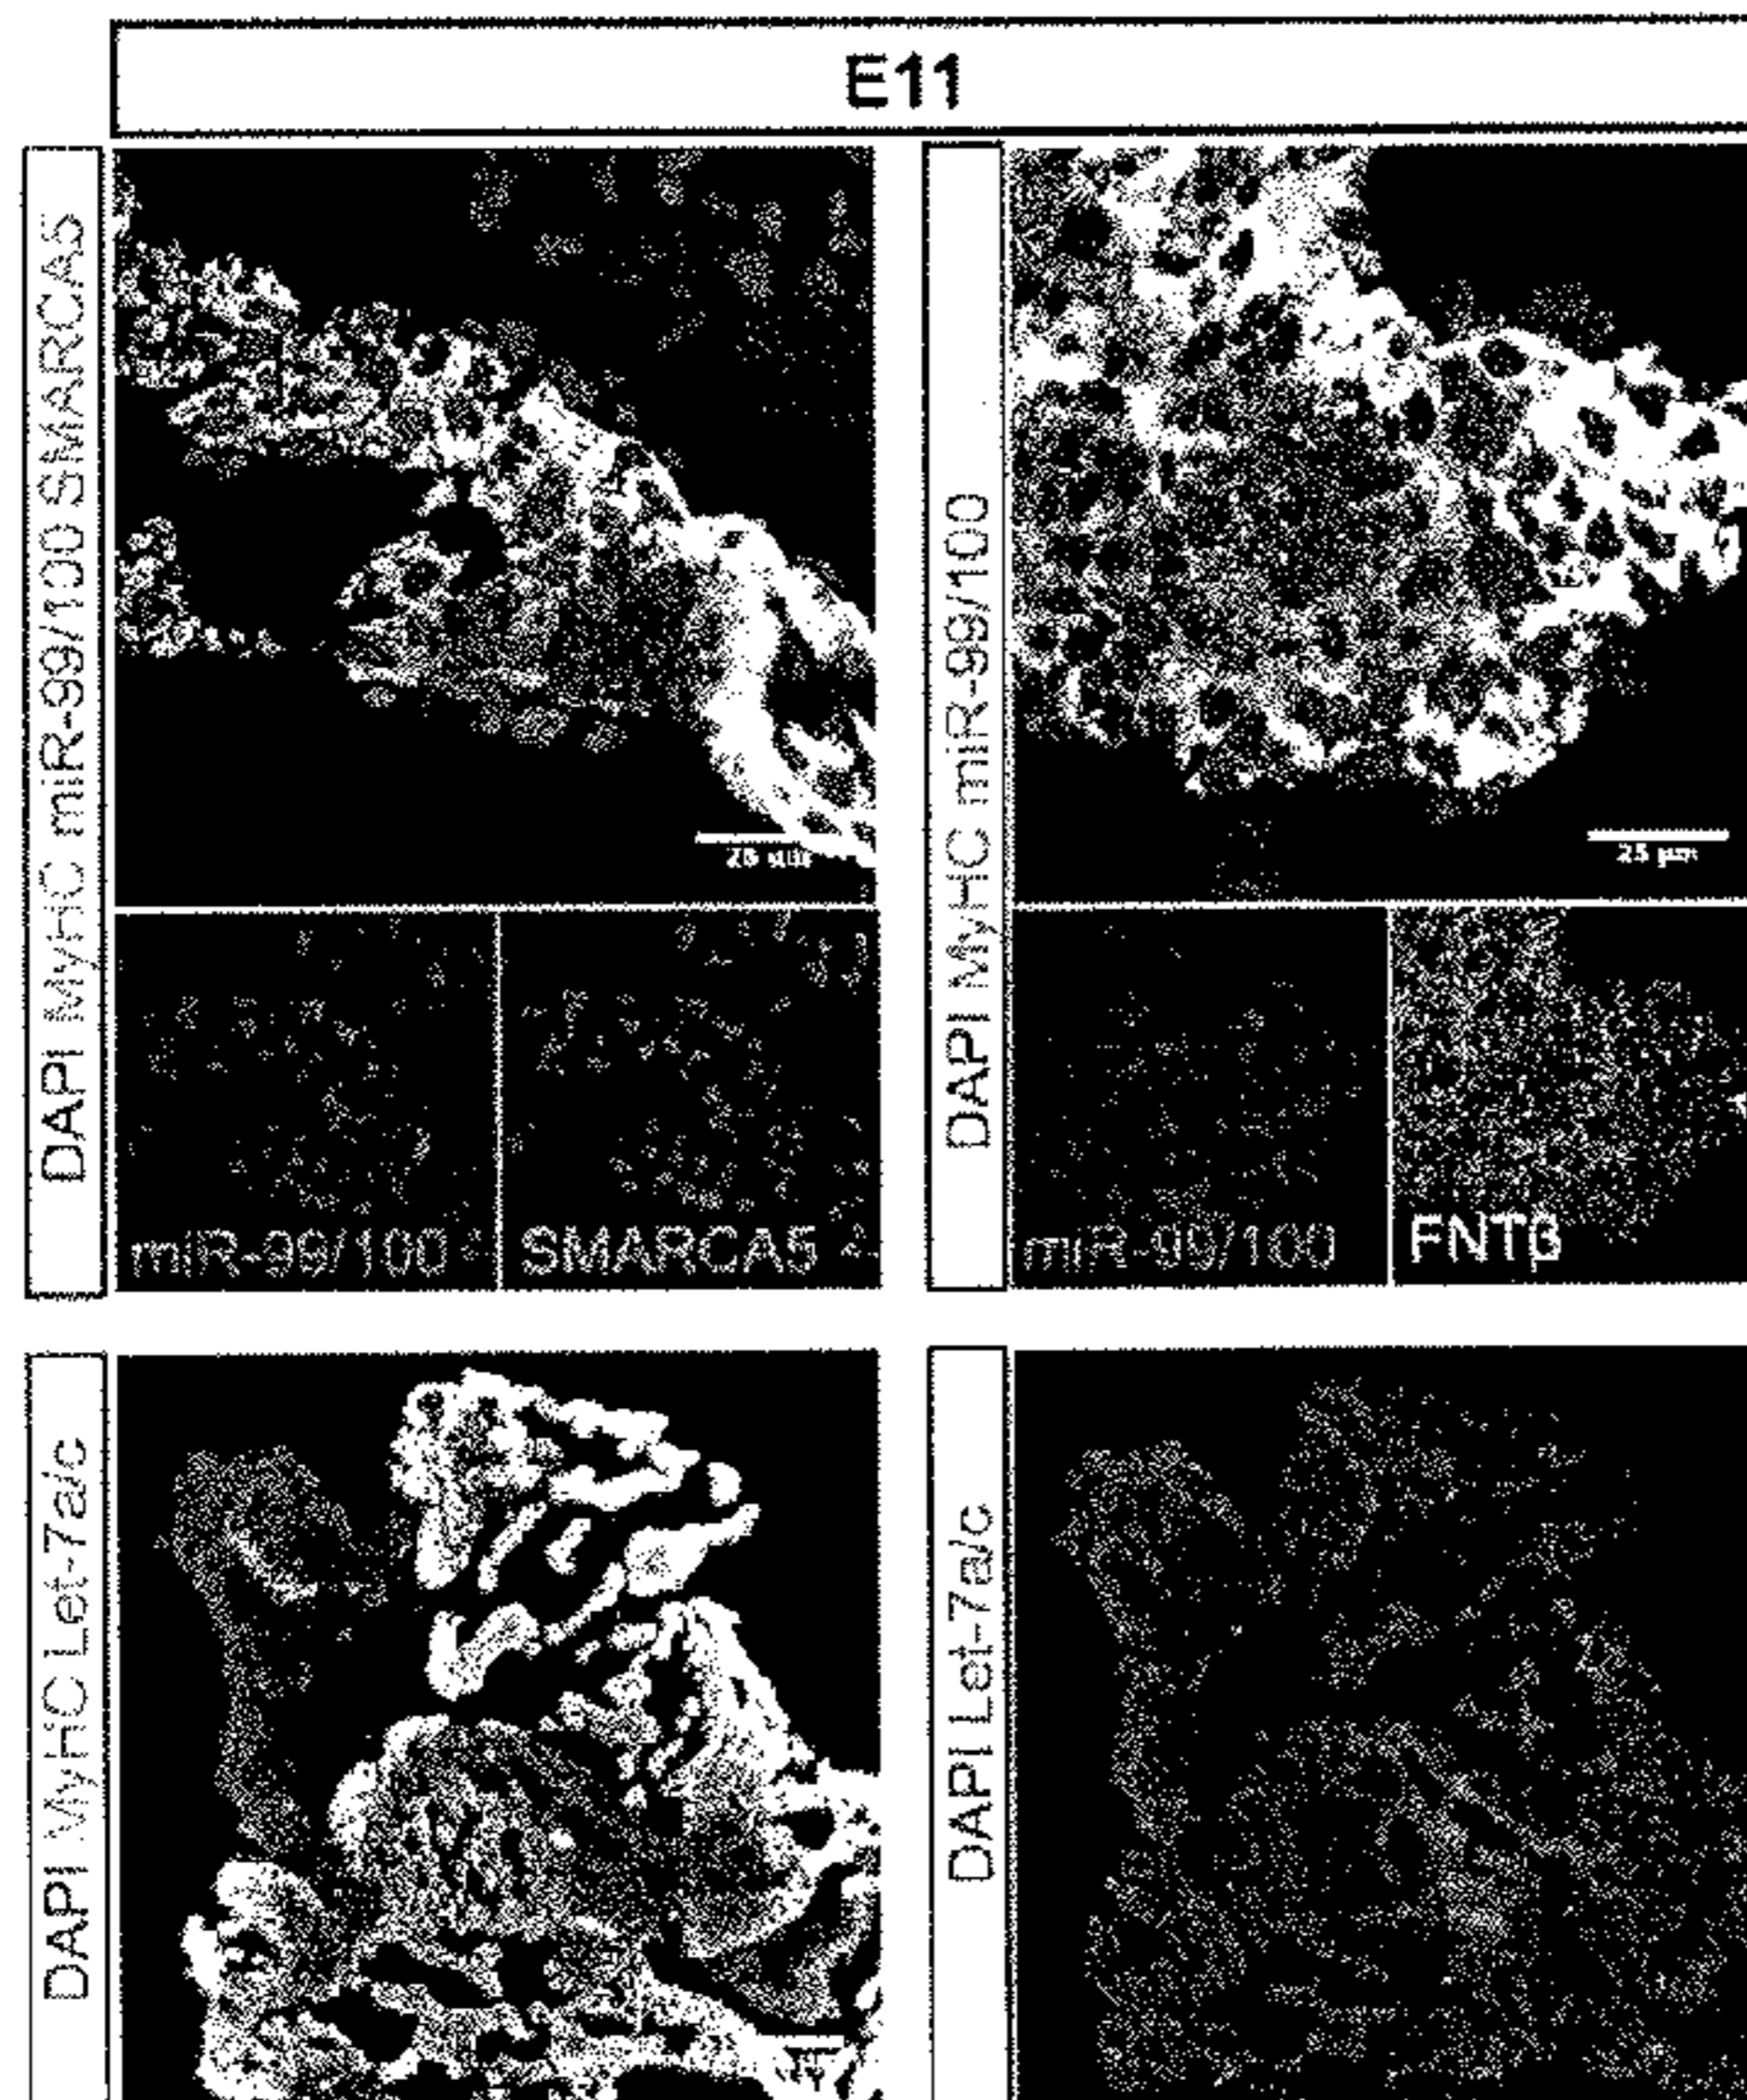 E11
DAPI MyHC miR-99/100 SMARCA5
25 µm
miR-99/100
SMARCA5
DAPI MyHC miR-99/100
25 µm
miR-99/100
FNTβ
DAPI MyHC Let-7a/c
DAPI Let-7a/c